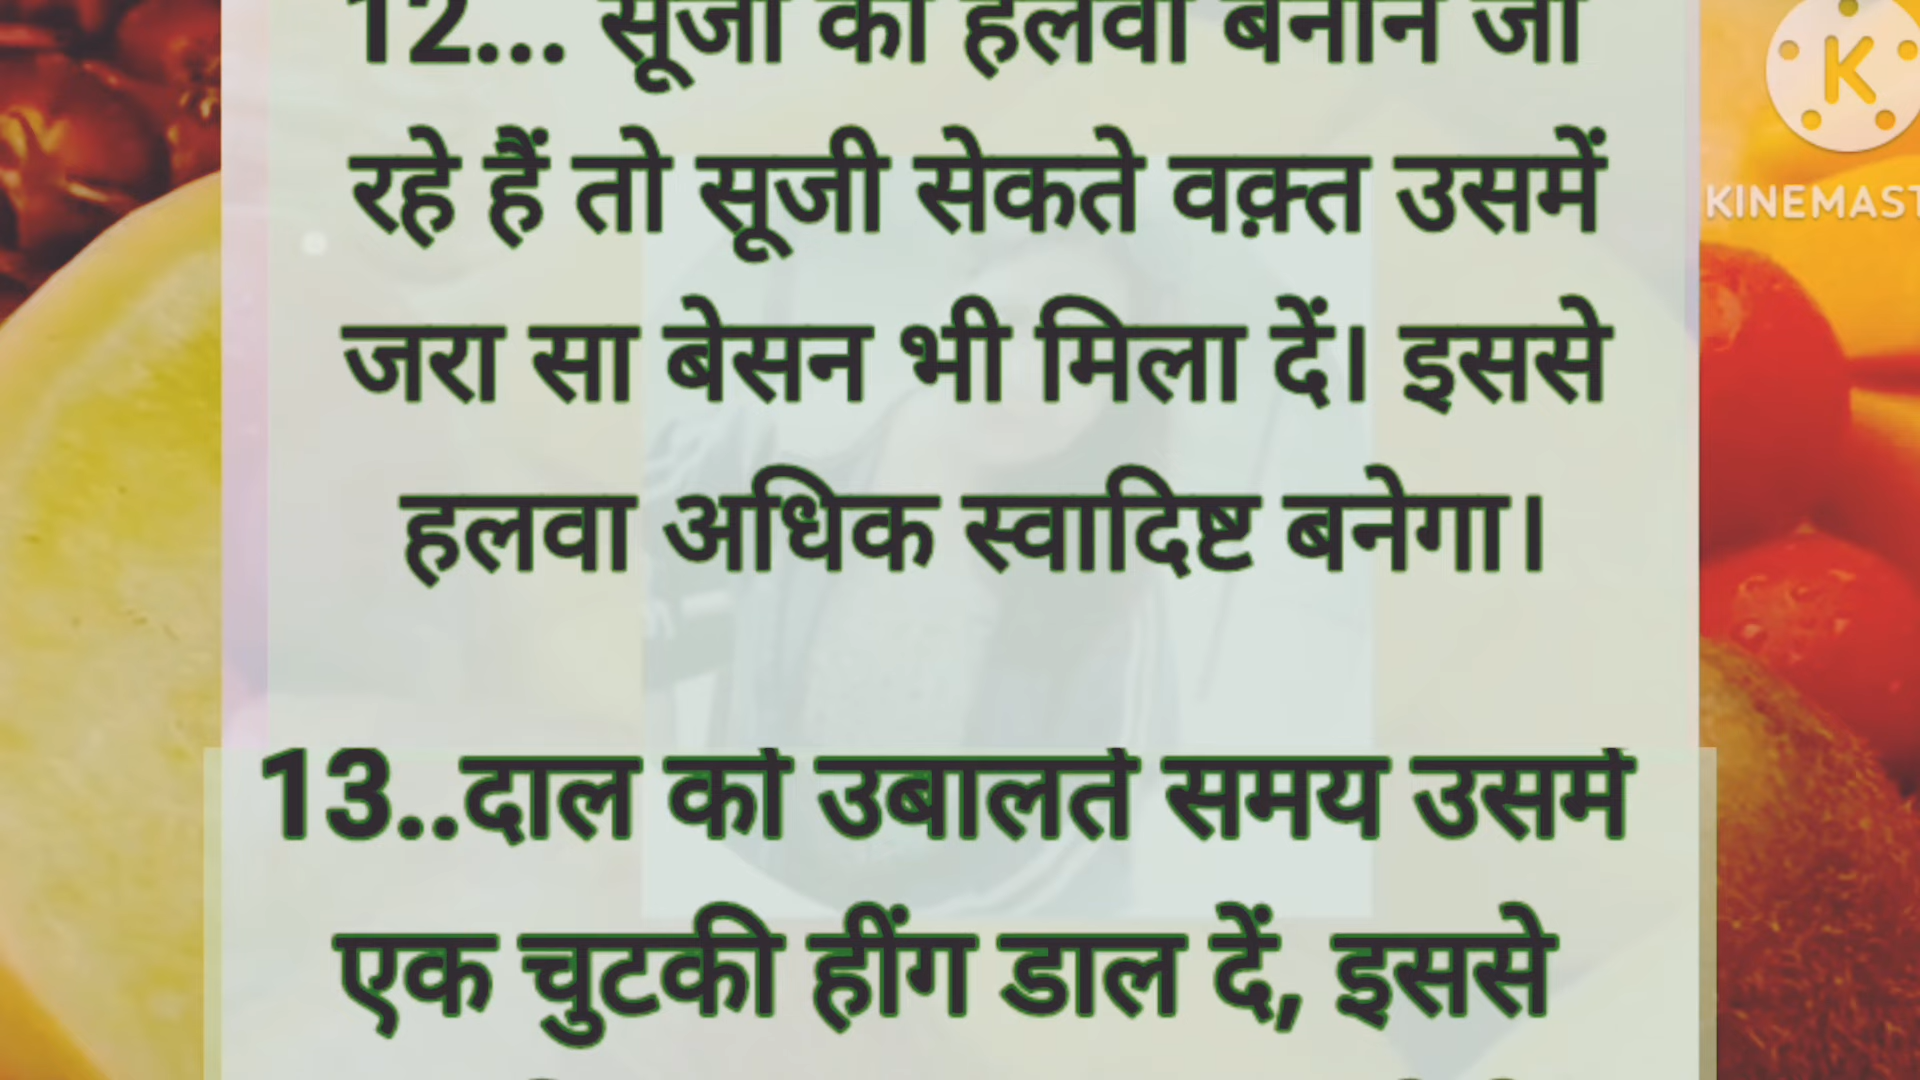 12... सूजी का हलवा बनाने जा
रहे हैं तो सूजी सेकते वक़्त उसमें
जरा सा बेसन भी मिला दें। इससे
हलवा अधिक स्वादिष्ट बनेगा।
13..दाल को उबालते समय उसमें
एक चुटकी हींग डाल दें, इससे
K
KINEMAST